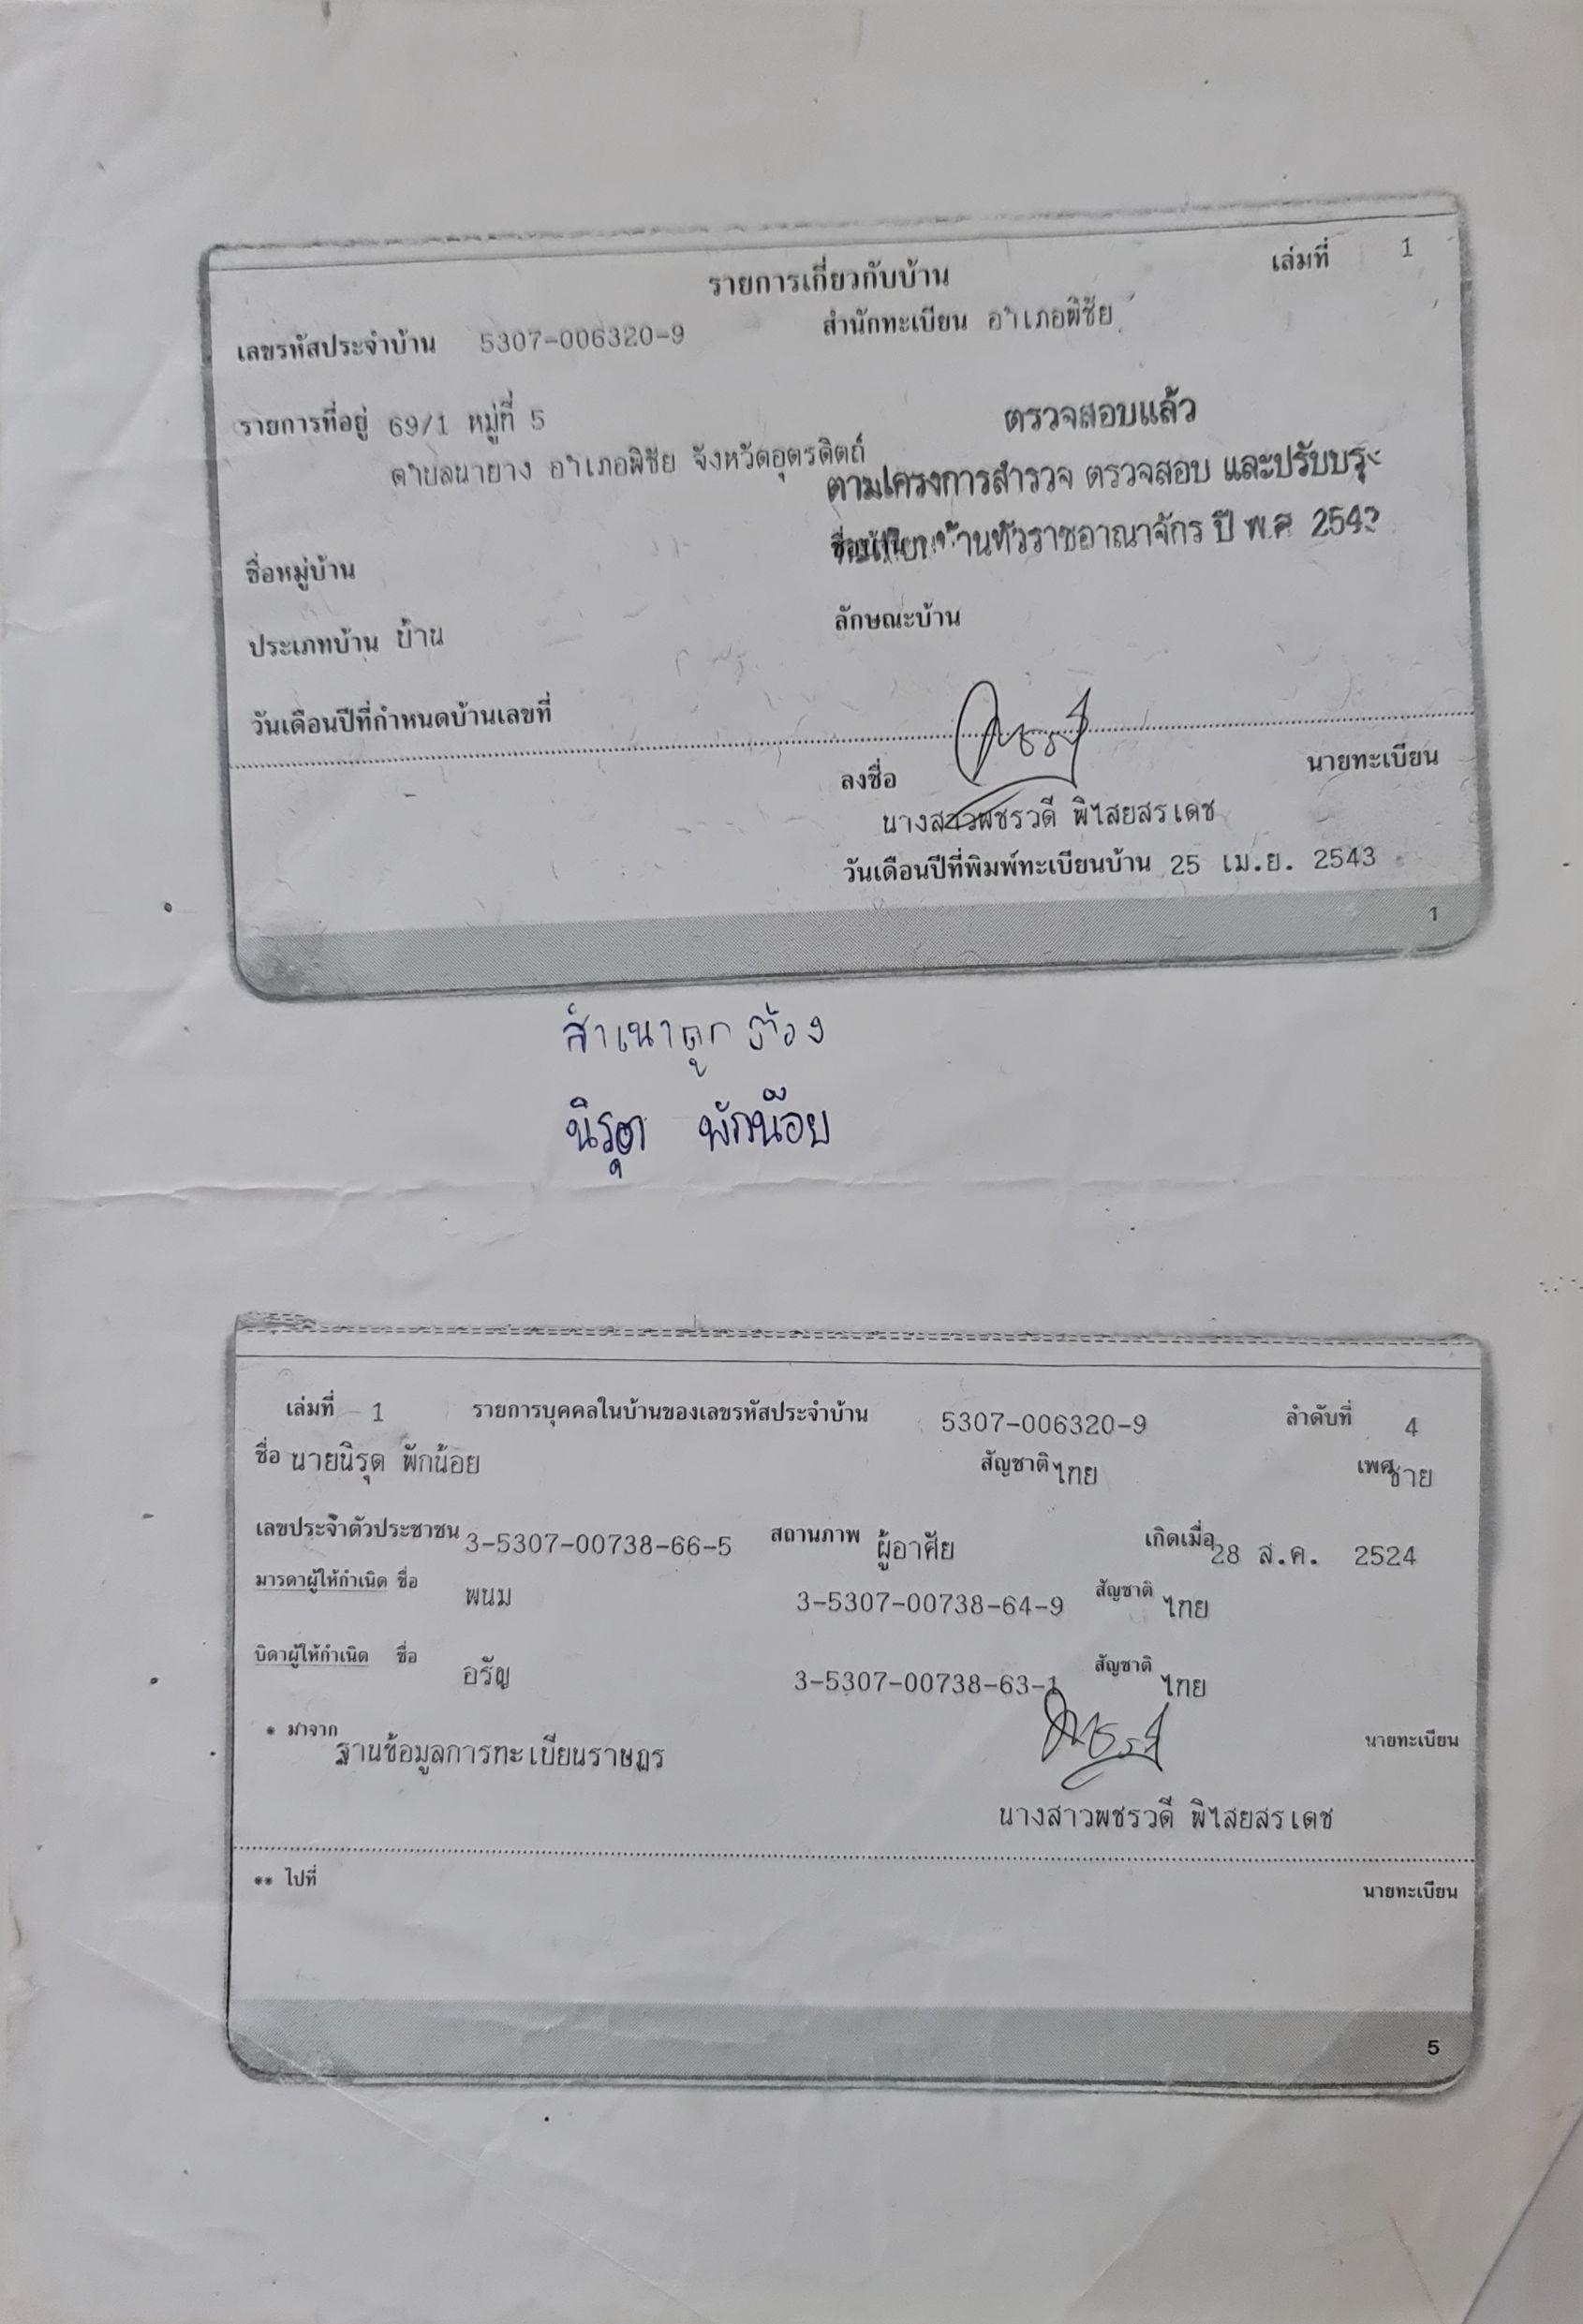 รายการเกี่ยวกับบ้าน เล่มที่ 1
เลขรหัสประจำบ้าน 5307-006320-9 สำนักทะเบียน อำเภอพิชัย
รายการที่อยู่ 69/1 หมู่ที่ 5
ตำบลนายาง อำเภอพิชัย จังหวัดอุตรดิตถ์
ตรวจสอบแล้ว
ตามโครงการสำรวจ ตรวจสอบ และปรับปรุง
บ้านทั่วราชอาณาจักร ปี พ.ศ 2543
ชื่อหมู่บ้าน
ประเภทบ้าน บ้าน ลักษณะบ้าน
วันเดือนปีที่กำหนดบ้านเลขที่
ลงชื่อ นายทะเบียน
นางสาวพชรวดี พิไสยสรเดช
วันเดือนปีที่พิมพ์ทะเบียนบ้าน 25 เม.ย. 2543
1
สำเนาถูกต้อง
นิรุด พักน้อย
เล่มที่ 1 รายการบุคคลในบ้านของเลขรหัสประจำบ้าน 5307-006320-9 ลำดับที่ 4
ชื่อ นายนิรุด พักน้อย สัญชาติ ไทย เพศ ชาย
เลขประจำตัวประชาชน 3-5307-00738-66-5 สถานภาพ ผู้อาศัย เกิดเมื่อ 28 ส.ค. 2524
มารดาผู้ให้กำเนิด ชื่อ พนม 3-5307-00738-64-9 สัญชาติ ไทย
บิดาผู้ให้กำเนิด ชื่อ อรัญ 3-5307-00738-63-1 สัญชาติ ไทย
* มาจาก ฐานข้อมูลการทะเบียนราษฎร นายทะเบียน
นางสาวพชรวดี พิไสยสรเดช
** ไปที่ นายทะเบียน
5